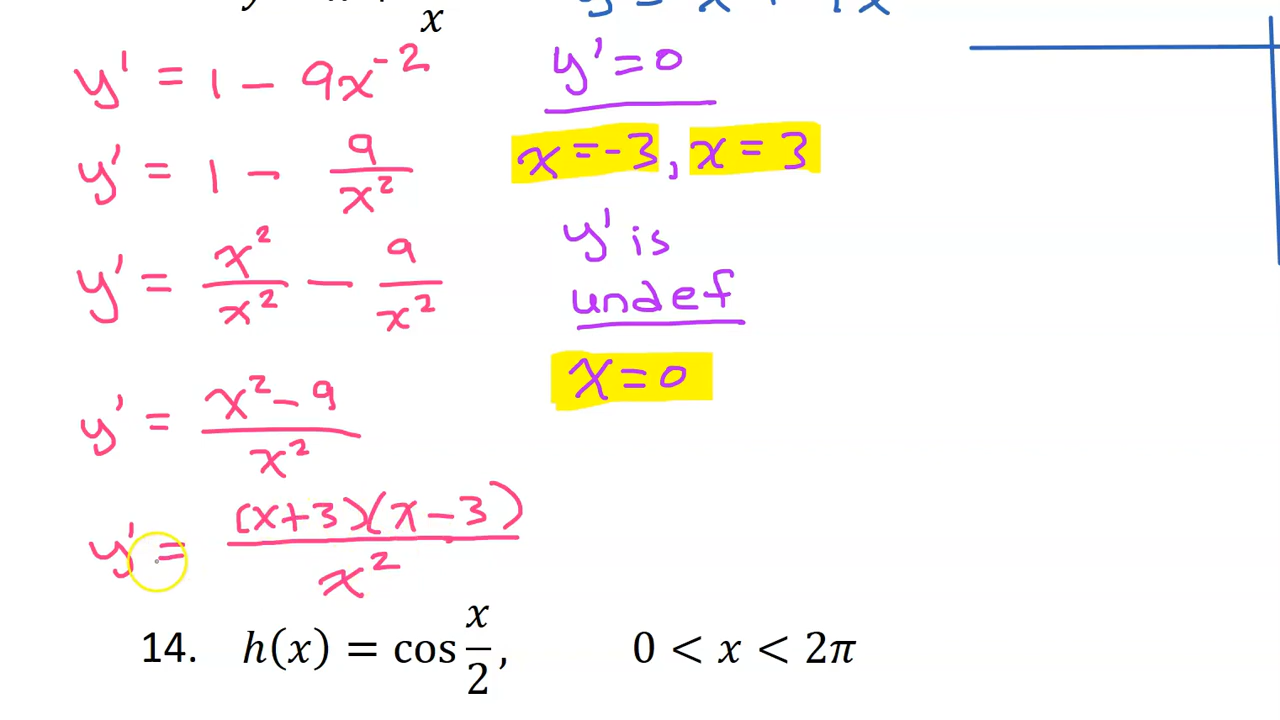 x
y' = 1 - 9x⁻²
y' = 1 - 9/x²
y' = x²/x² - 9/x²
y' = (x² - 9)/x²
y' = (x+3)(x-3)/x²
y' = 0
x = -3, x = 3
y' is
undef
x = 0
14. h(x) = cos x/2, 0 < x < 2π